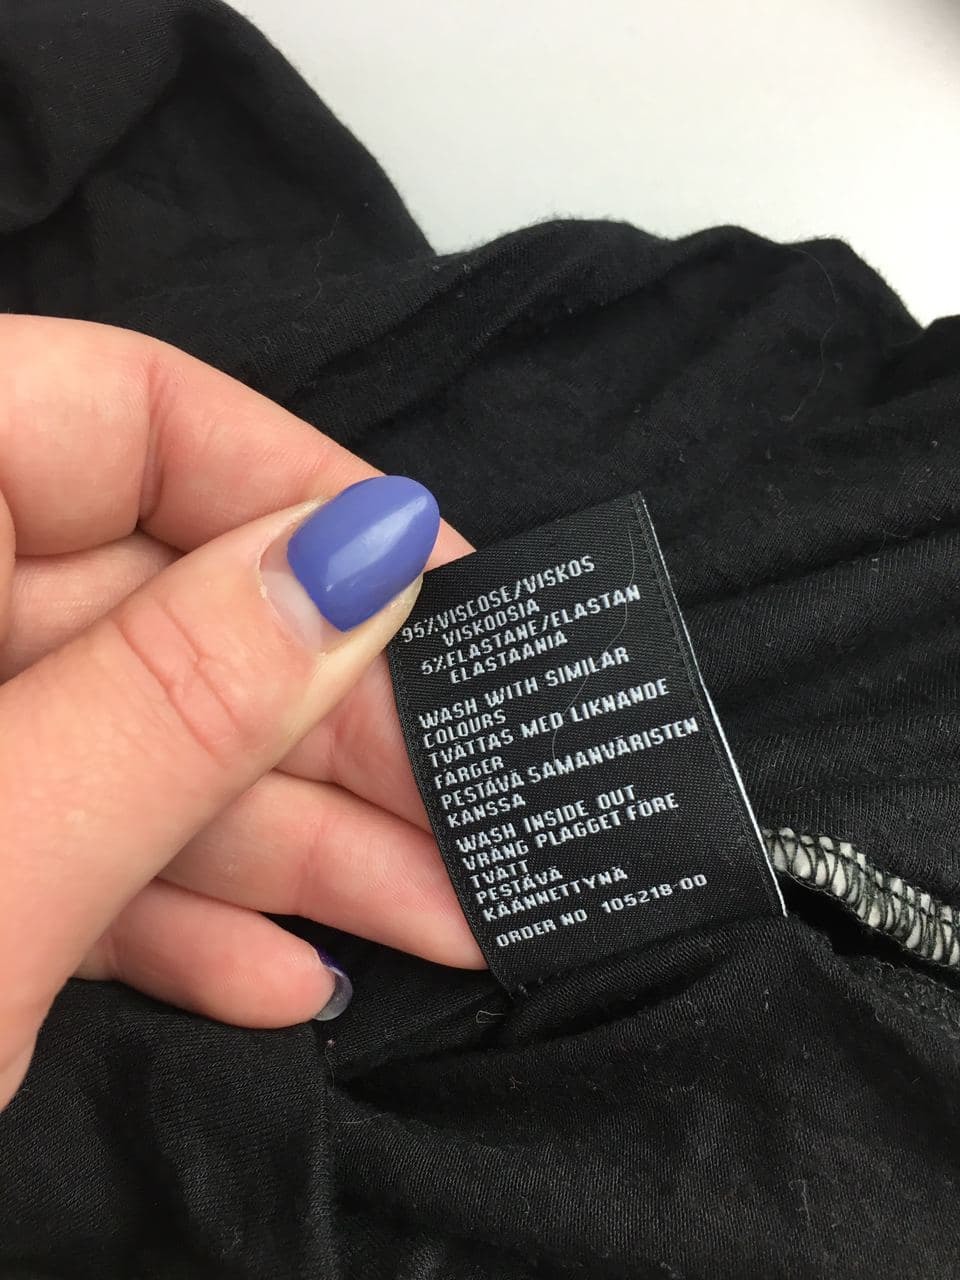 95%VISCOSE/VISKOS
VISKOOSIA
5%ELASTANE/ELASTAN
ELASTAANIA
WASH WITH SIMILAR
COLOURS
TVÄTTAS MED LIKNANDE
FÄRGER
PESTÄVÄ SAMANVÄRISTEN
KANSSA
WASH INSIDE OUT
VRÄNG PLAGGET FÖRE
TVÄTT
PESTÄVÄ
KÄÄNNETTYNÄ
ORDER NO 105218-00